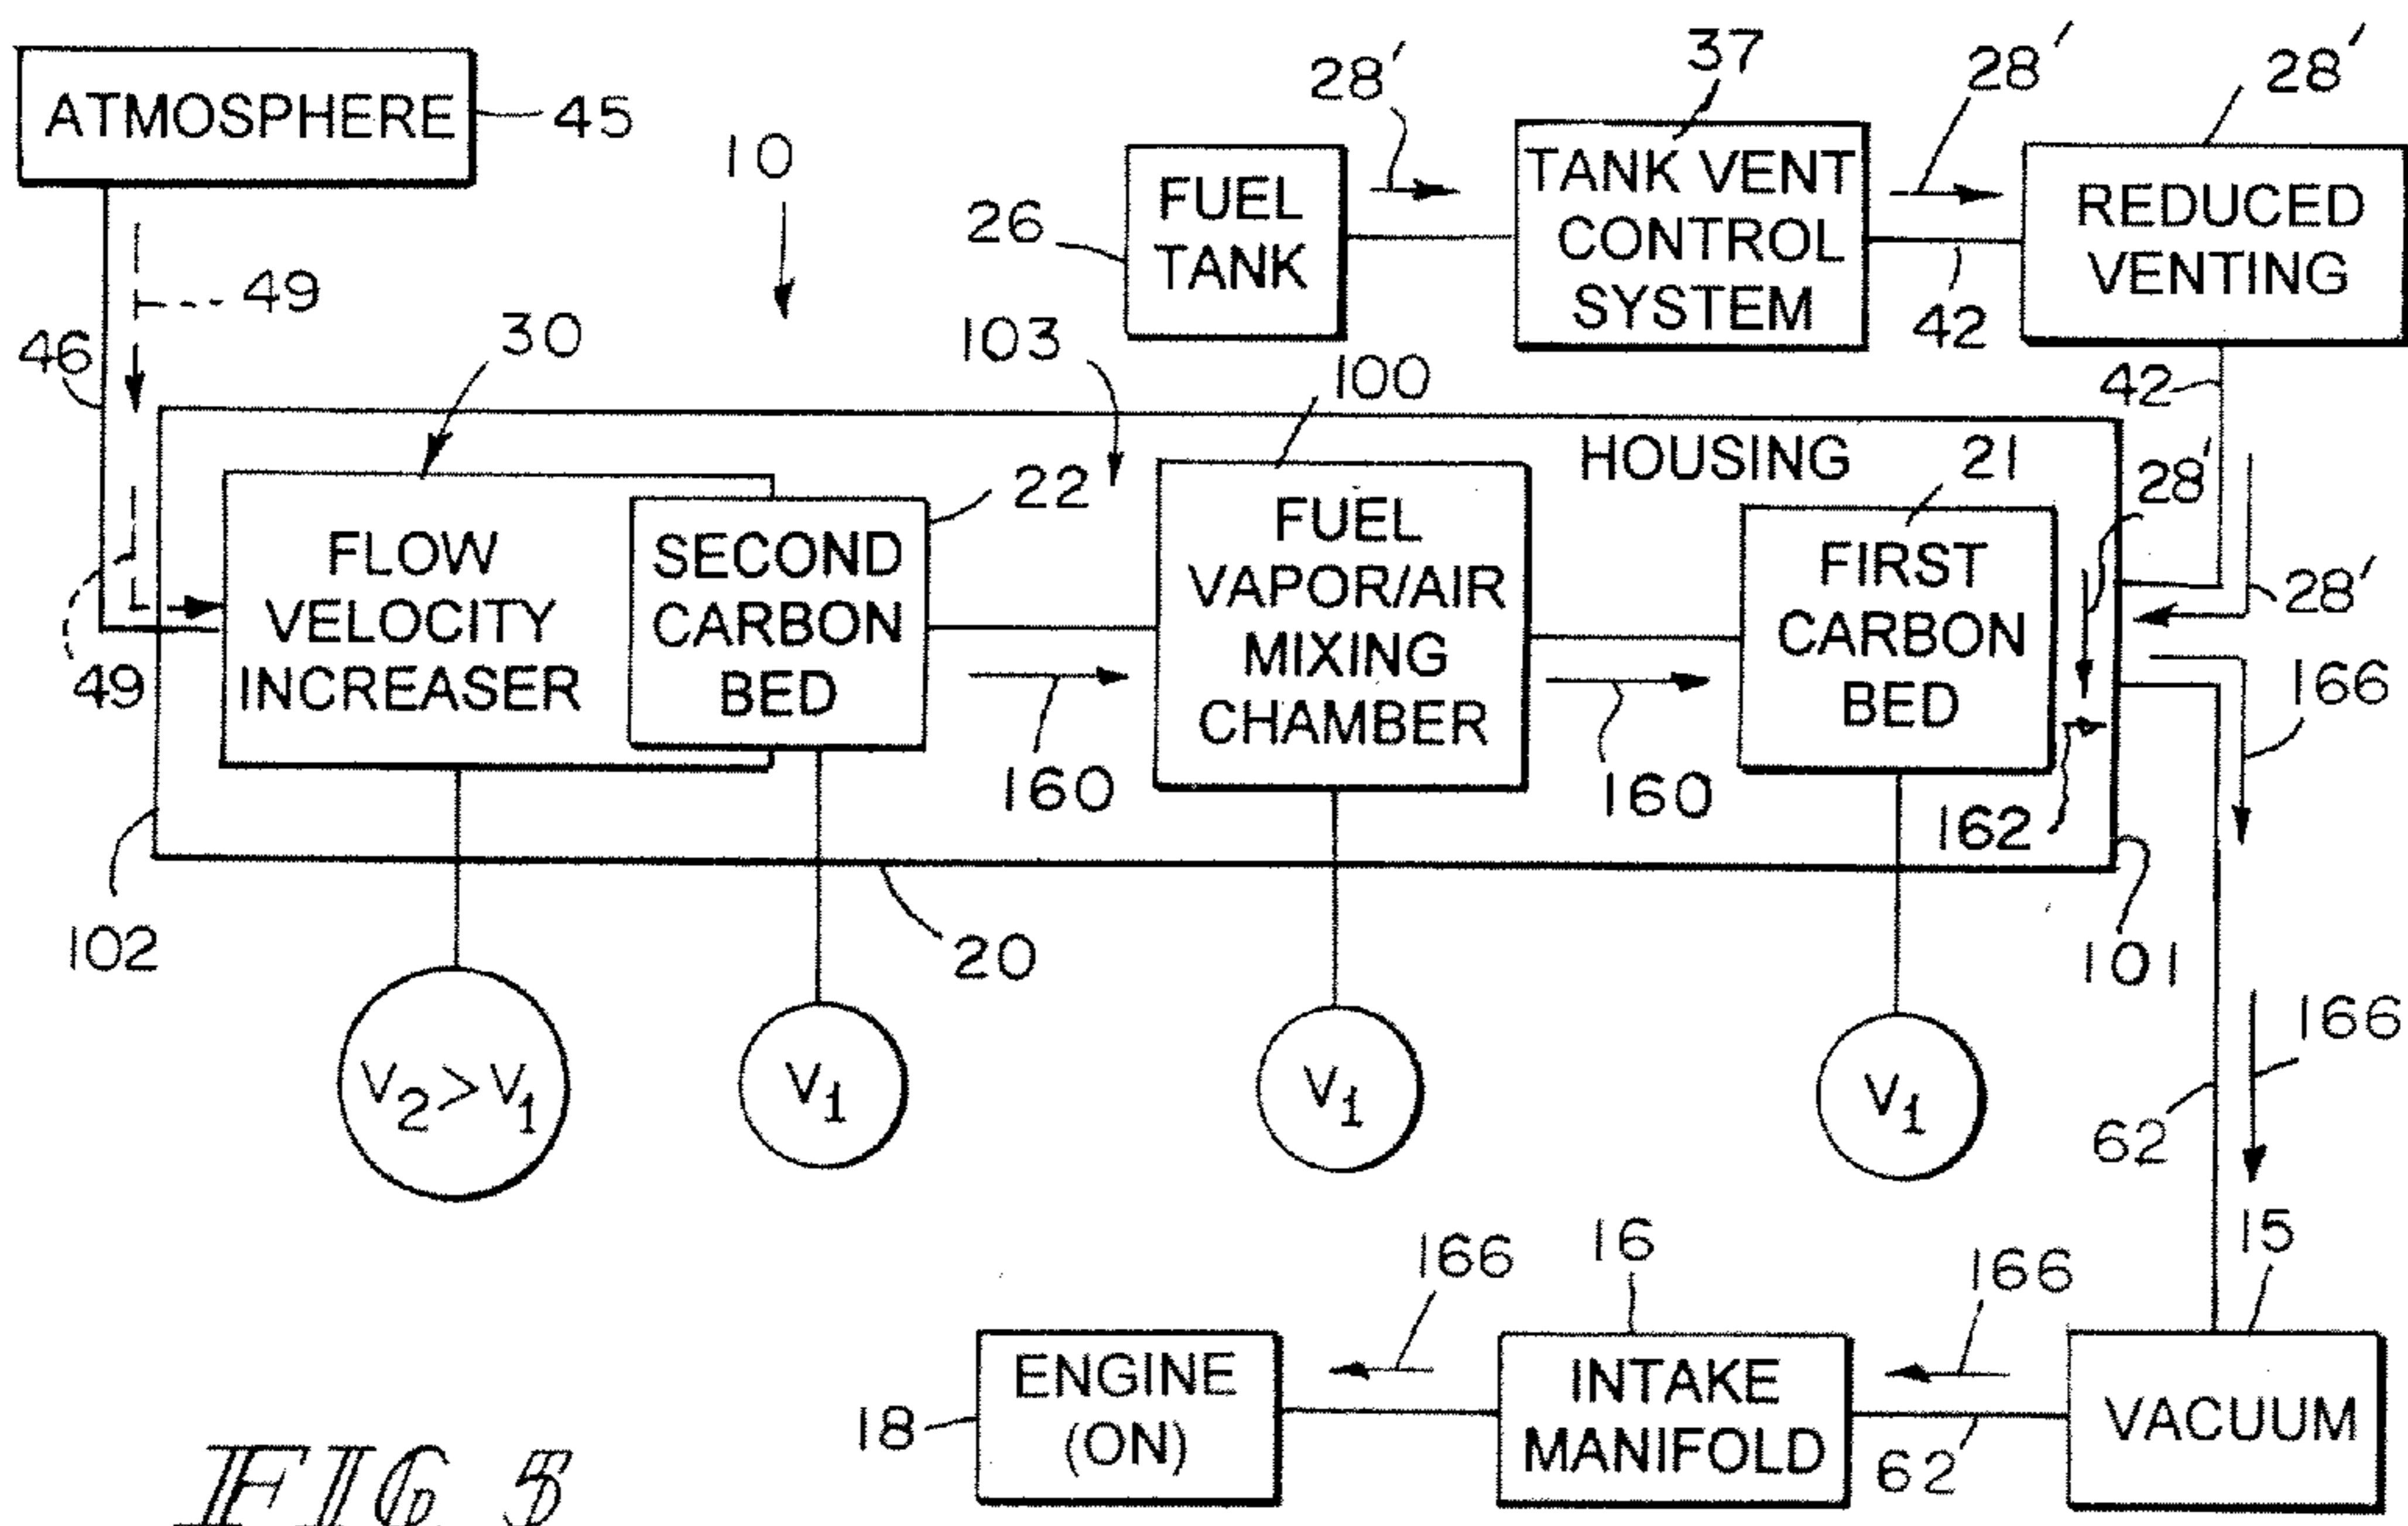 ATMOSPHERE
45
10
28'
37
28'
28'
26
FUEL
TANK
TANK VENT
CONTROL
SYSTEM
REDUCED
VENTING
42
42
49
46
30
103
100
HOUSING
21
28'
28'
22
FLOW
VELOCITY
INCREASER
49
SECOND
CARBON
BED
FUEL
VAPOR/AIR
MIXING
CHAMBER
FIRST
CARBON
BED
160
160
162
166
102
20
101
V2>V1
V1
V1
V1
166
62
15
166
16
166
18
ENGINE
(ON)
INTAKE
MANIFOLD
62
VACUUM
FIG. 5